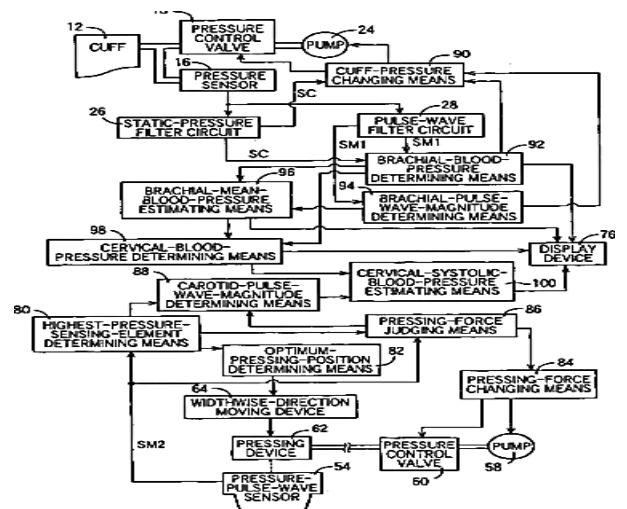 12
CUFF
PRESSURE
CONTROL
VALVE
PUMP
24
16
PRESSURE
SENSOR
90
CUFF-PRESSURE
CHANGING MEANS
SC
26
STATIC-PRESSURE
FILTER CIRCUIT
28
PULSE-WAVE
FILTER CIRCUIT
SC
SM1
SM1
92
BRACHIAL-BLOOD-
PRESSURE
DETERMINING MEANS
96
BRACHIAL-MEAN-
BLOOD-PRESSURE
ESTIMATING MEANS
94
BRACHIAL-PULSE-
WAVE-MAGNITUDE
DETERMINING MEANS
98
CERVICAL-BLOOD-
PRESSURE DETERMINING MEANS
76
DISPLAY
DEVICE
88
CAROTID-PULSE-
WAVE-MAGNITUDE
DETERMINING MEANS
CERVICAL-SYSTOLIC-
BLOOD-PRESSURE
ESTIMATING MEANS
100
80
HIGHEST-PRESSURE-
SENSING-ELEMENT
DETERMINING MEANS
86
PRESSING-FORCE
JUDGING MEANS
OPTIMUM-
PRESSING-POSITION
DETERMINING MEANS
82
84
PRESSING-FORCE
CHANGING MEANS
64
WIDTHWISE-DIRECTION
MOVING DEVICE
SM2
62
PRESSING
DEVICE
PRESSURE
CONTROL
VALVE
60
PUMP
58
54
PRESSURE-
PULSE-WAVE
SENSOR